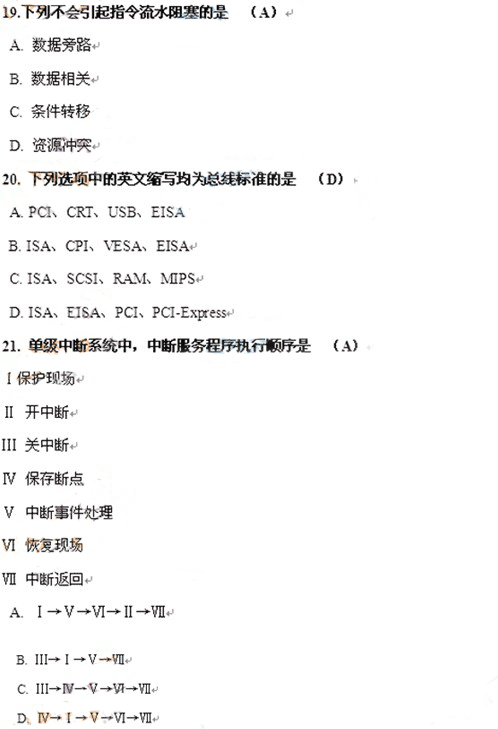 19.下列不会引起指令流水阻塞的是 （A）
A. 数据旁路
B. 数据相关
C. 条件转移
D. 资源冲突
20. 下列选项中的英文缩写均为总线标准的是 （D）
A. PCI、CRT、USB、EISA
B. ISA、CPI、VESA、EISA
C. ISA、SCSI、RAM、MIPS
D. ISA、EISA、PCI、PCI-Express
21. 单级中断系统中，中断服务程序执行顺序是 （A）
Ⅰ保护现场
Ⅱ 开中断
Ⅲ 关中断
Ⅳ 保存断点
Ⅴ 中断事件处理
Ⅵ 恢复现场
Ⅶ 中断返回
A. Ⅰ→Ⅴ→Ⅵ→Ⅱ→Ⅶ
B. Ⅲ→Ⅰ→Ⅴ→Ⅶ
C. Ⅲ→Ⅳ→Ⅴ→Ⅵ→Ⅶ
D. Ⅳ→Ⅰ→Ⅴ→Ⅵ→Ⅶ